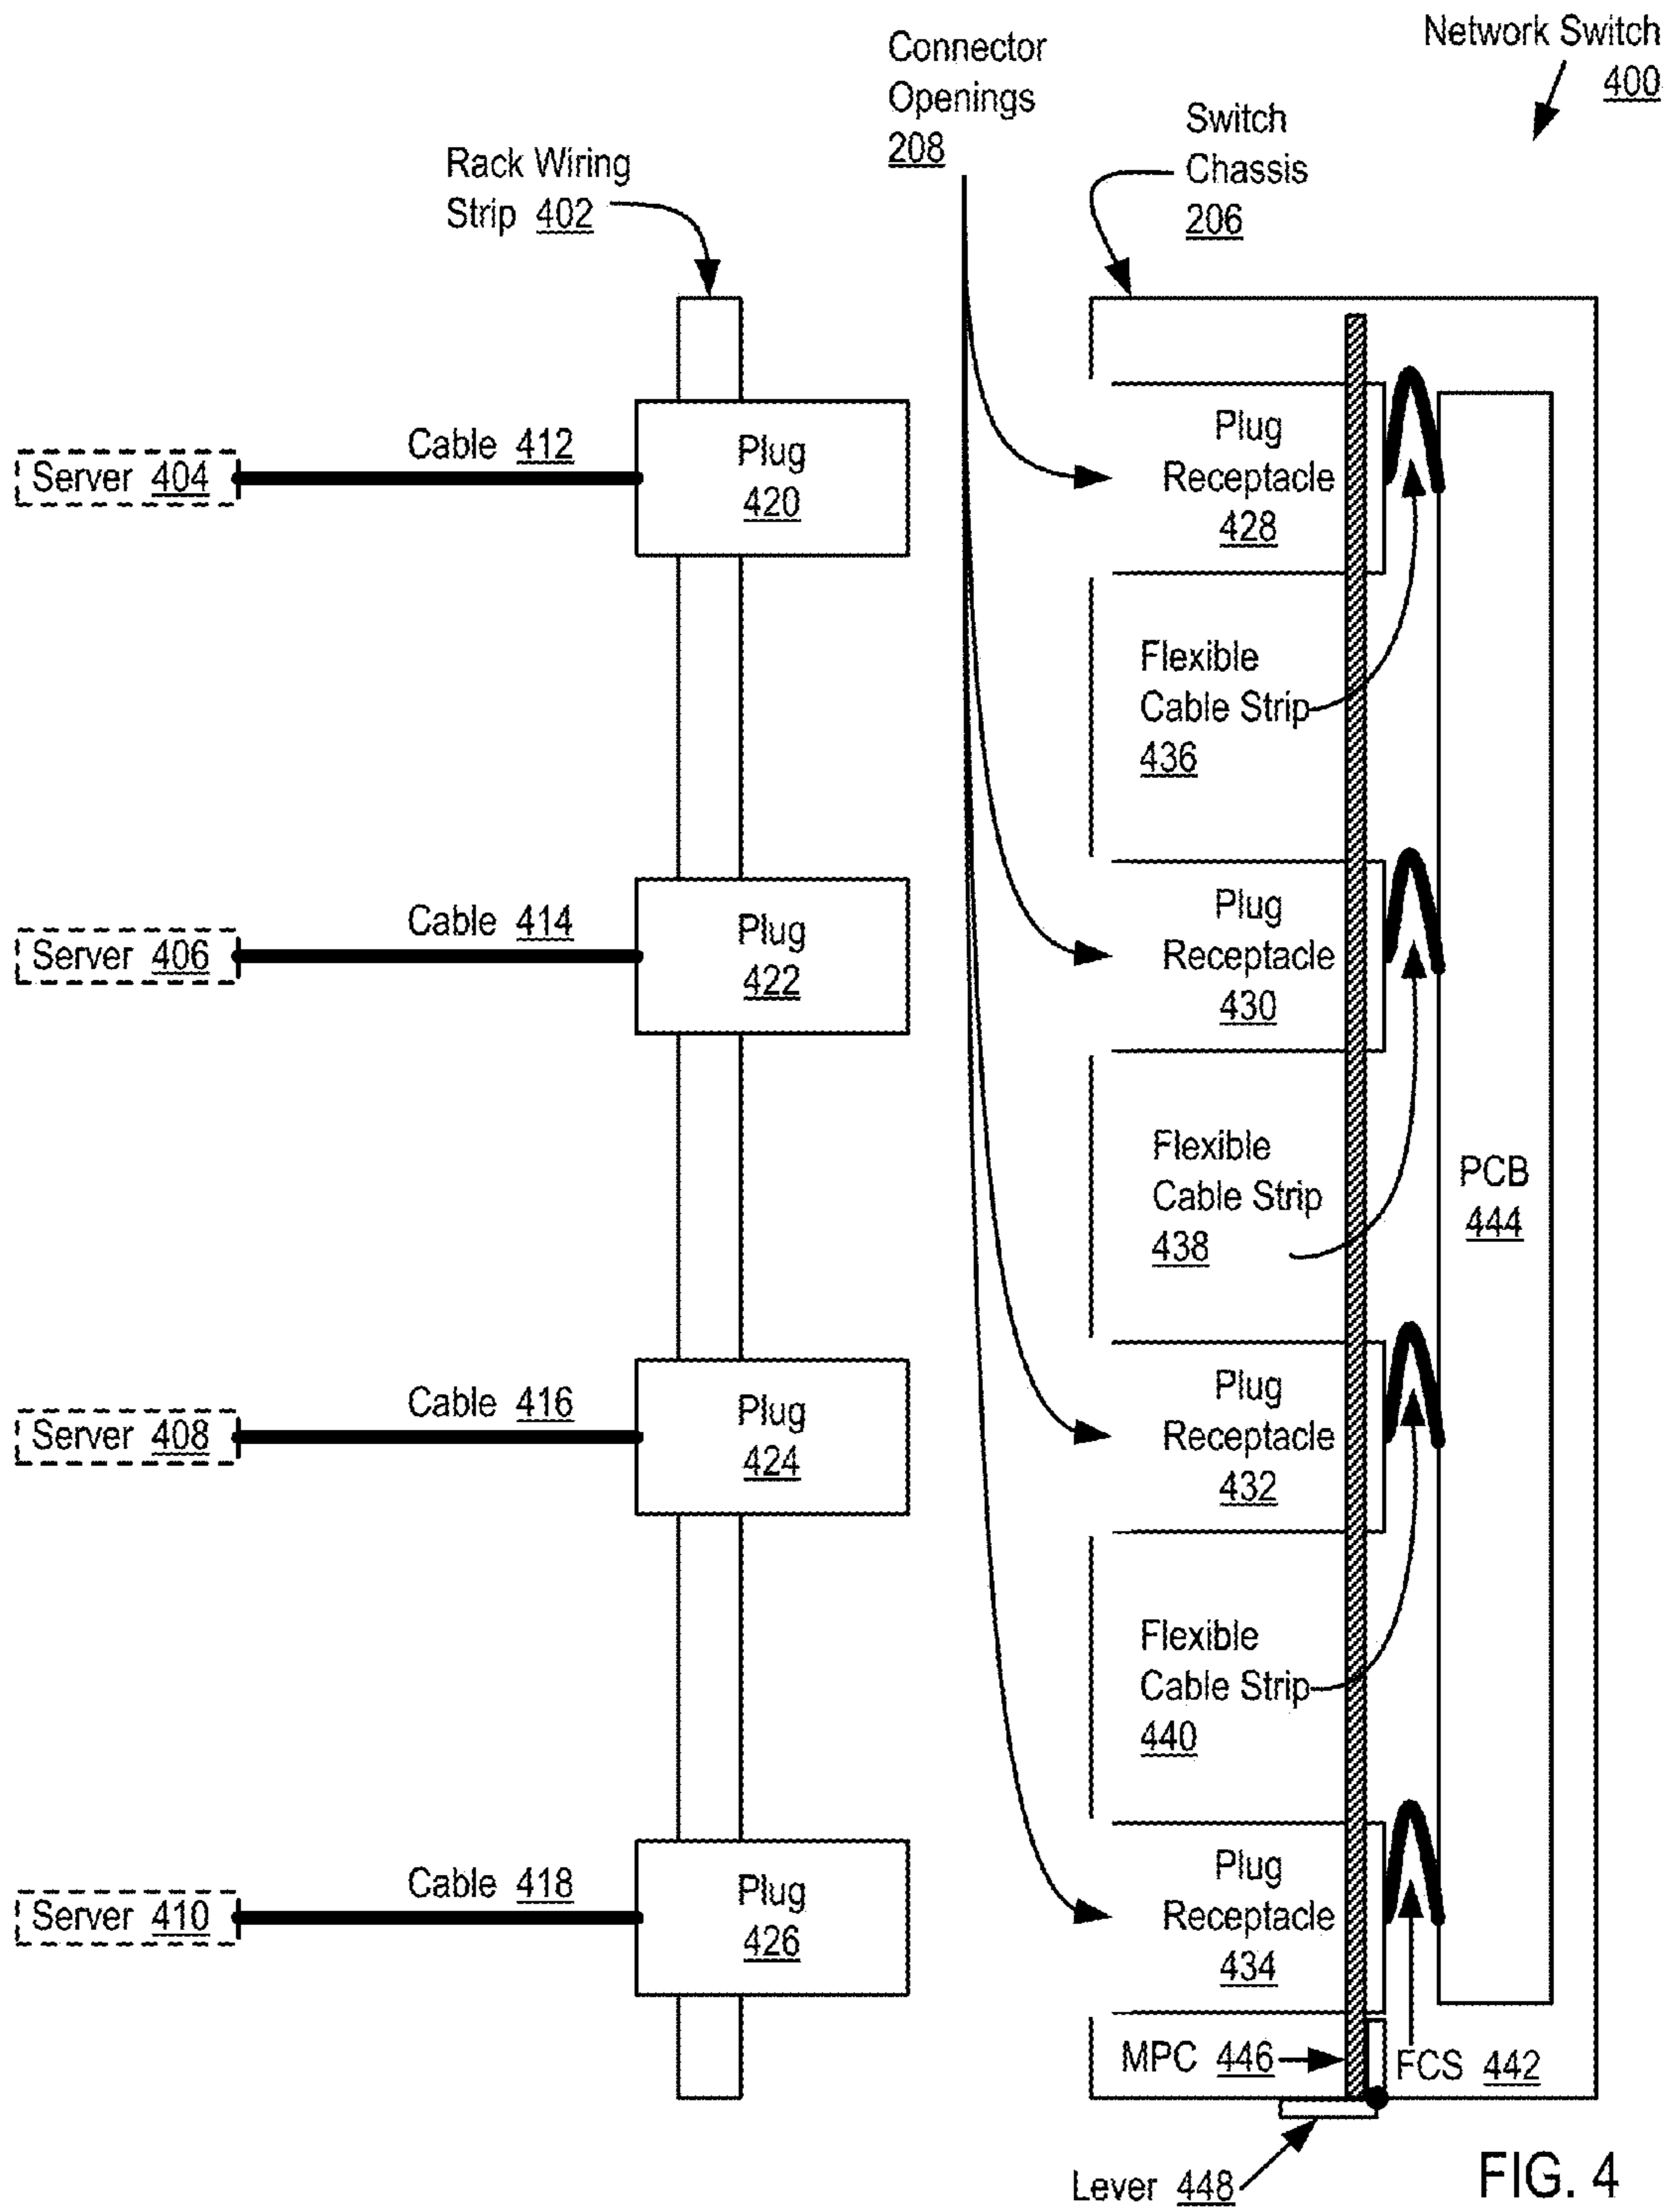 Network Switch
400
Connector
Openings
208
Switch
Chassis
206
Rack Wiring
Strip 402
Server 404
Cable 412
Plug
420
Plug
Receptacle
428
Flexible
Cable Strip
436
Server 406
Cable 414
Plug
422
Plug
Receptacle
430
Flexible
Cable Strip
438
PCB
444
Server 408
Cable 416
Plug
424
Plug
Receptacle
432
Flexible
Cable Strip
440
Server 410
Cable 418
Plug
426
Plug
Receptacle
434
MPC 446
FCS 442
Lever 448
FIG. 4